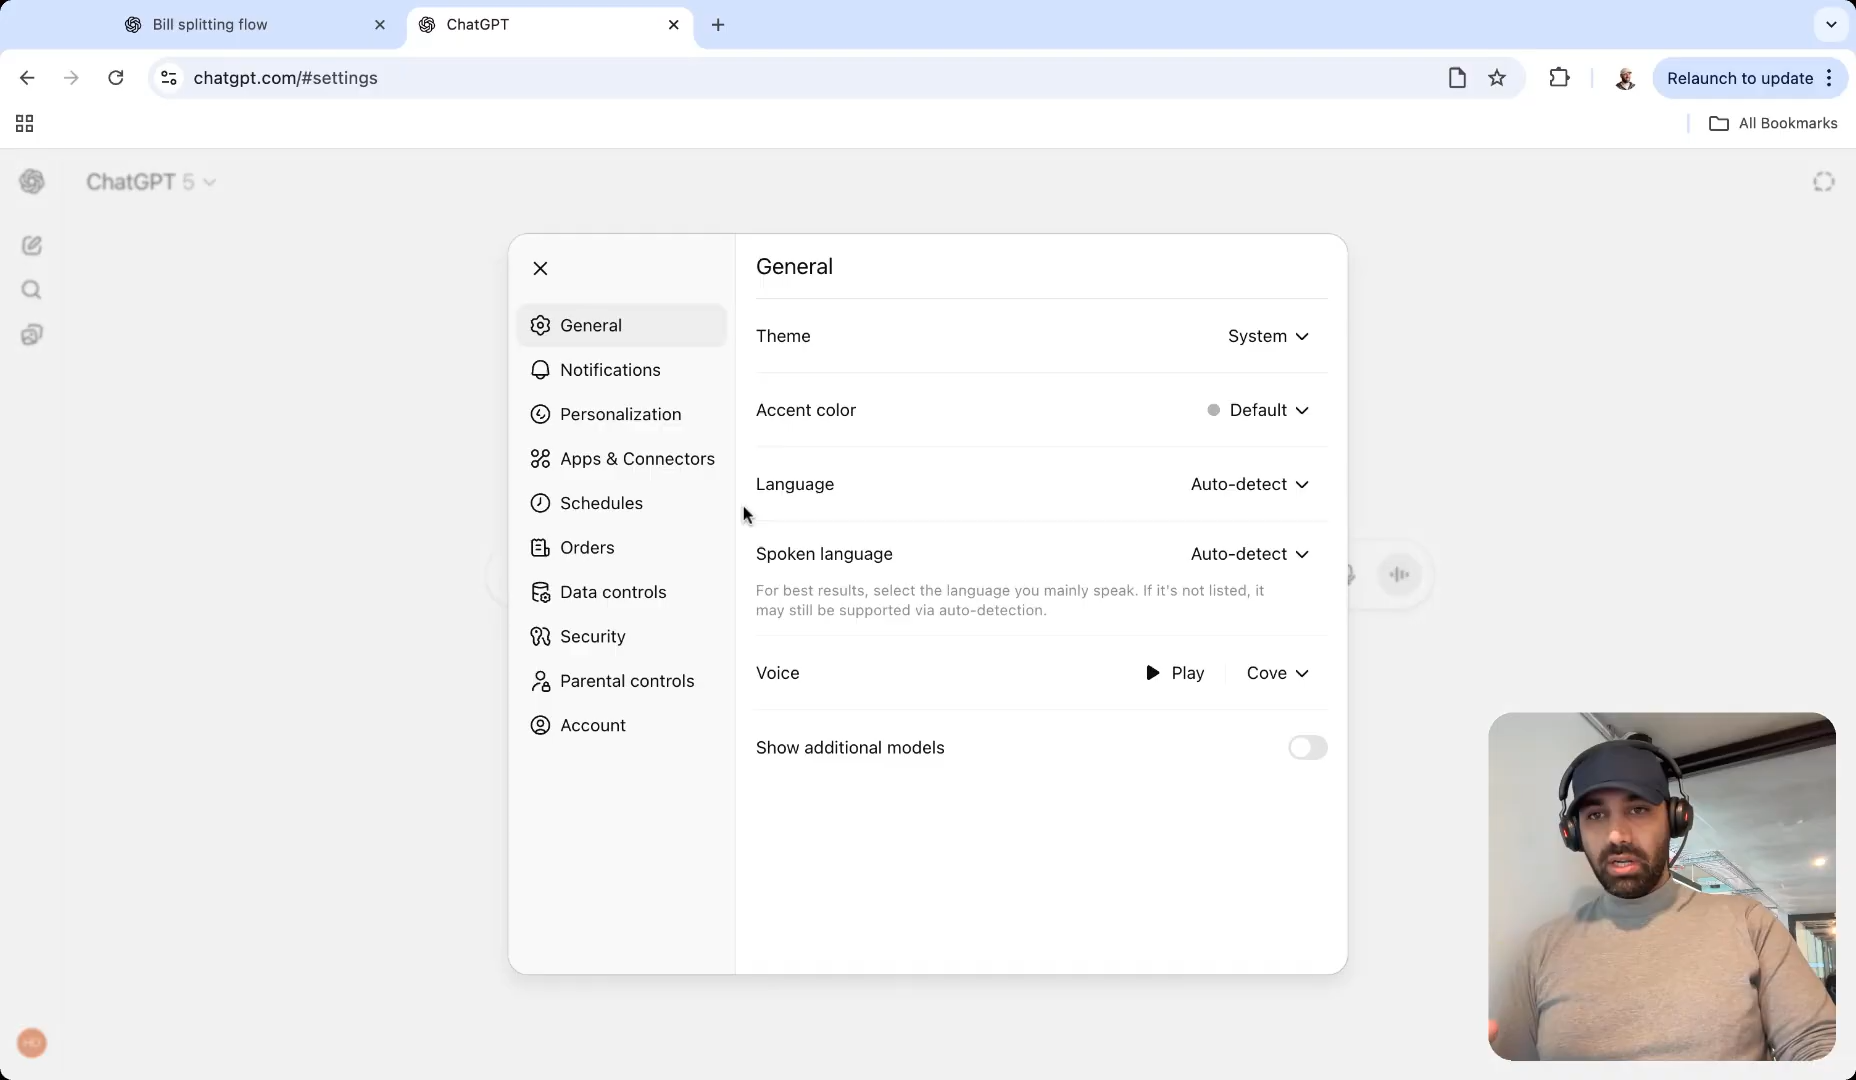 Bill splitting flow
ChatGPT
chatgpt.com/#settings
Relaunch to update
All Bookmarks
ChatGPT 5
General
Notifications
Personalization
Apps & Connectors
Schedules
Orders
Data controls
Security
Parental controls
Account
General
Theme
System
Accent color
Default
Language
Auto-detect
Spoken language
Auto-detect
For best results, select the language you mainly speak. If it's not listed, it
may still be supported via auto-detection.
Voice
Play
Cove
Show additional models
HD